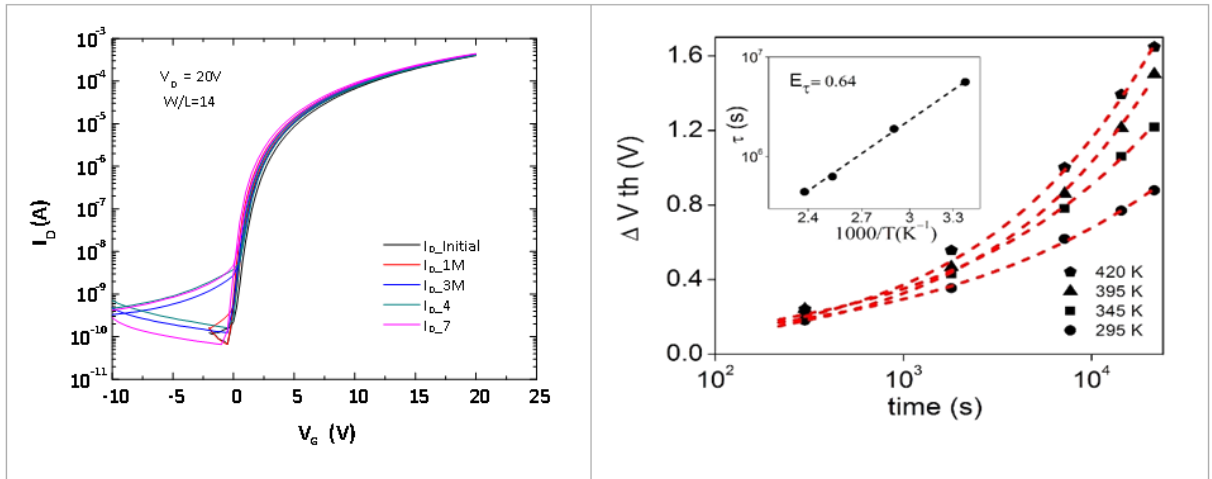 10⁻³
10⁻⁴
10⁻⁵
10⁻⁶
10⁻⁷
10⁻⁸
10⁻⁹
10⁻¹⁰
10⁻¹¹
I_D (A)
V_D = 20V
W/L=14
I_D_Initial
I_D_1M
I_D_3M
I_D_4
I_D_7
-10 -5 0 5 10 15 20 25
V_G (V)
1.6
1.2
0.8
0.4
0.0
Δ V th (V)
10⁷
10⁶
τ (s)
E_τ = 0.64
2.4 2.7 3 3.3
1000/T(K⁻¹)
420 K
395 K
345 K
295 K
10² 10³ 10⁴
time (s)